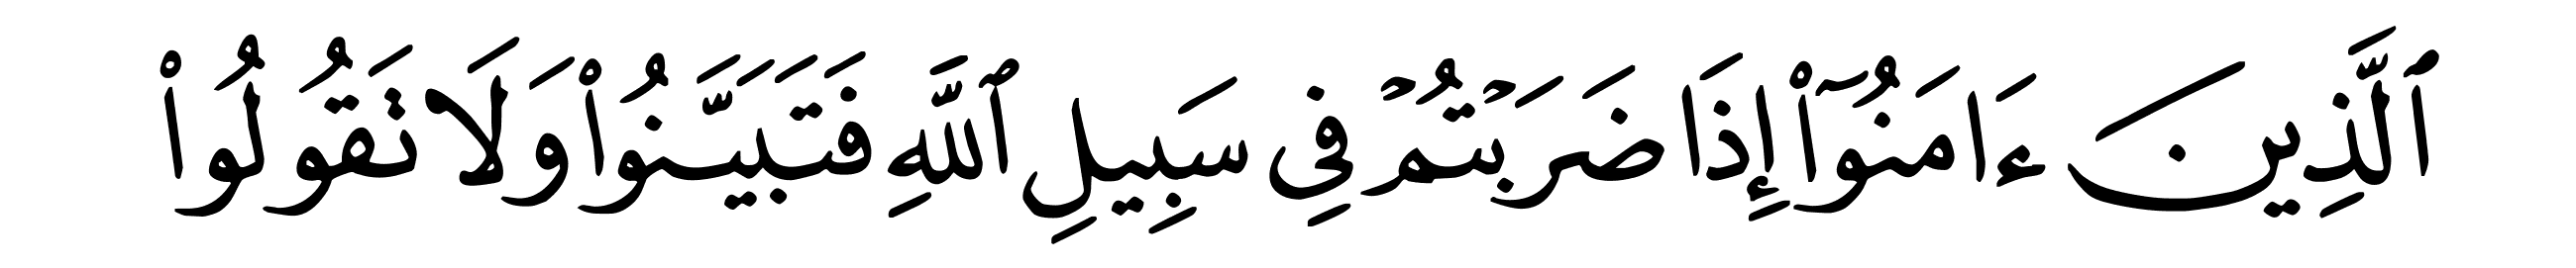 ٱلَّذِينَ ءَامَنُوٓاْ إِذَا ضَرَبۡتُمۡ فِي سَبِيلِ ٱللَّهِ فَتَبَيَّنُواْ وَلَا تَقُولُواْ